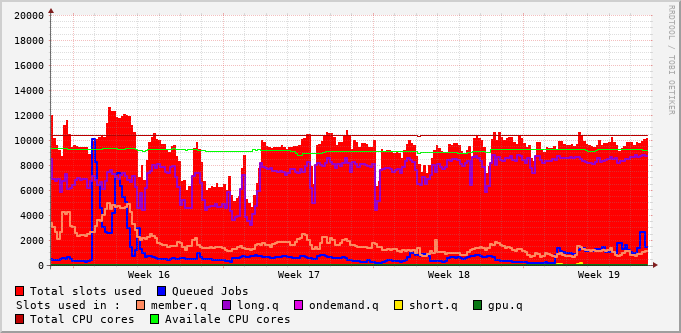 20000
18000
16000
14000
12000
10000
8000
6000
4000
2000
0
Week 16 Week 17 Week 18 Week 19
Total slots used Queued Jobs
Slots used in : member.q long.q ondemand.q short.q gpu.q
Total CPU cores Availale CPU cores
RRDTOOL / TOBI OETIKER